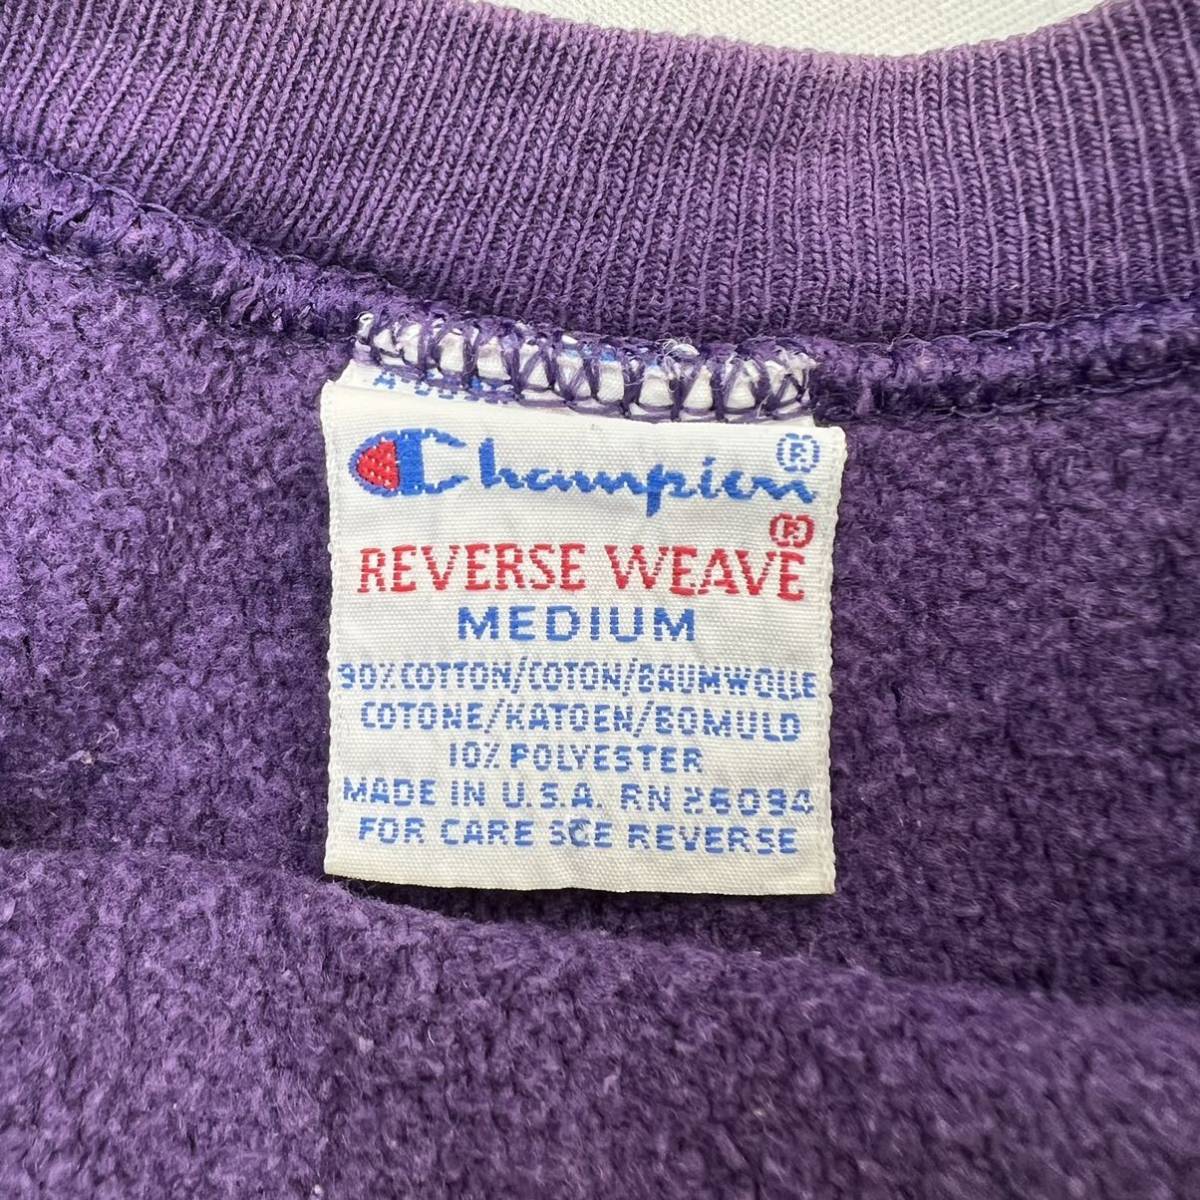 Champion®
REVERSE WEAVE®
MEDIUM
90% COTTON/COTON/BAUMWOLLE
COTONE/KATOEN/BOMULD
10% POLYESTER
MADE IN U.S.A. RN 26094
FOR CARE SEE REVERSE